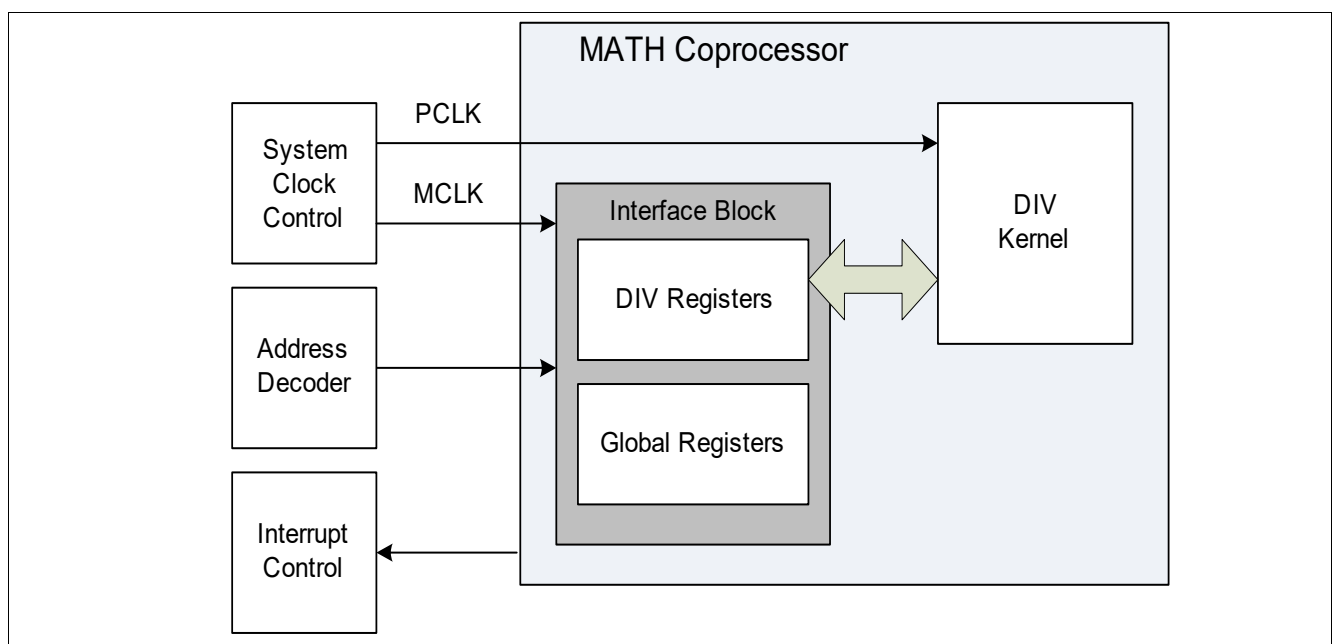 MATH Coprocessor
PCLK
System
Clock
Control
MCLK
Interface Block
DIV
Kernel
DIV Registers
Address
Decoder
Global Registers
Interrupt
Control